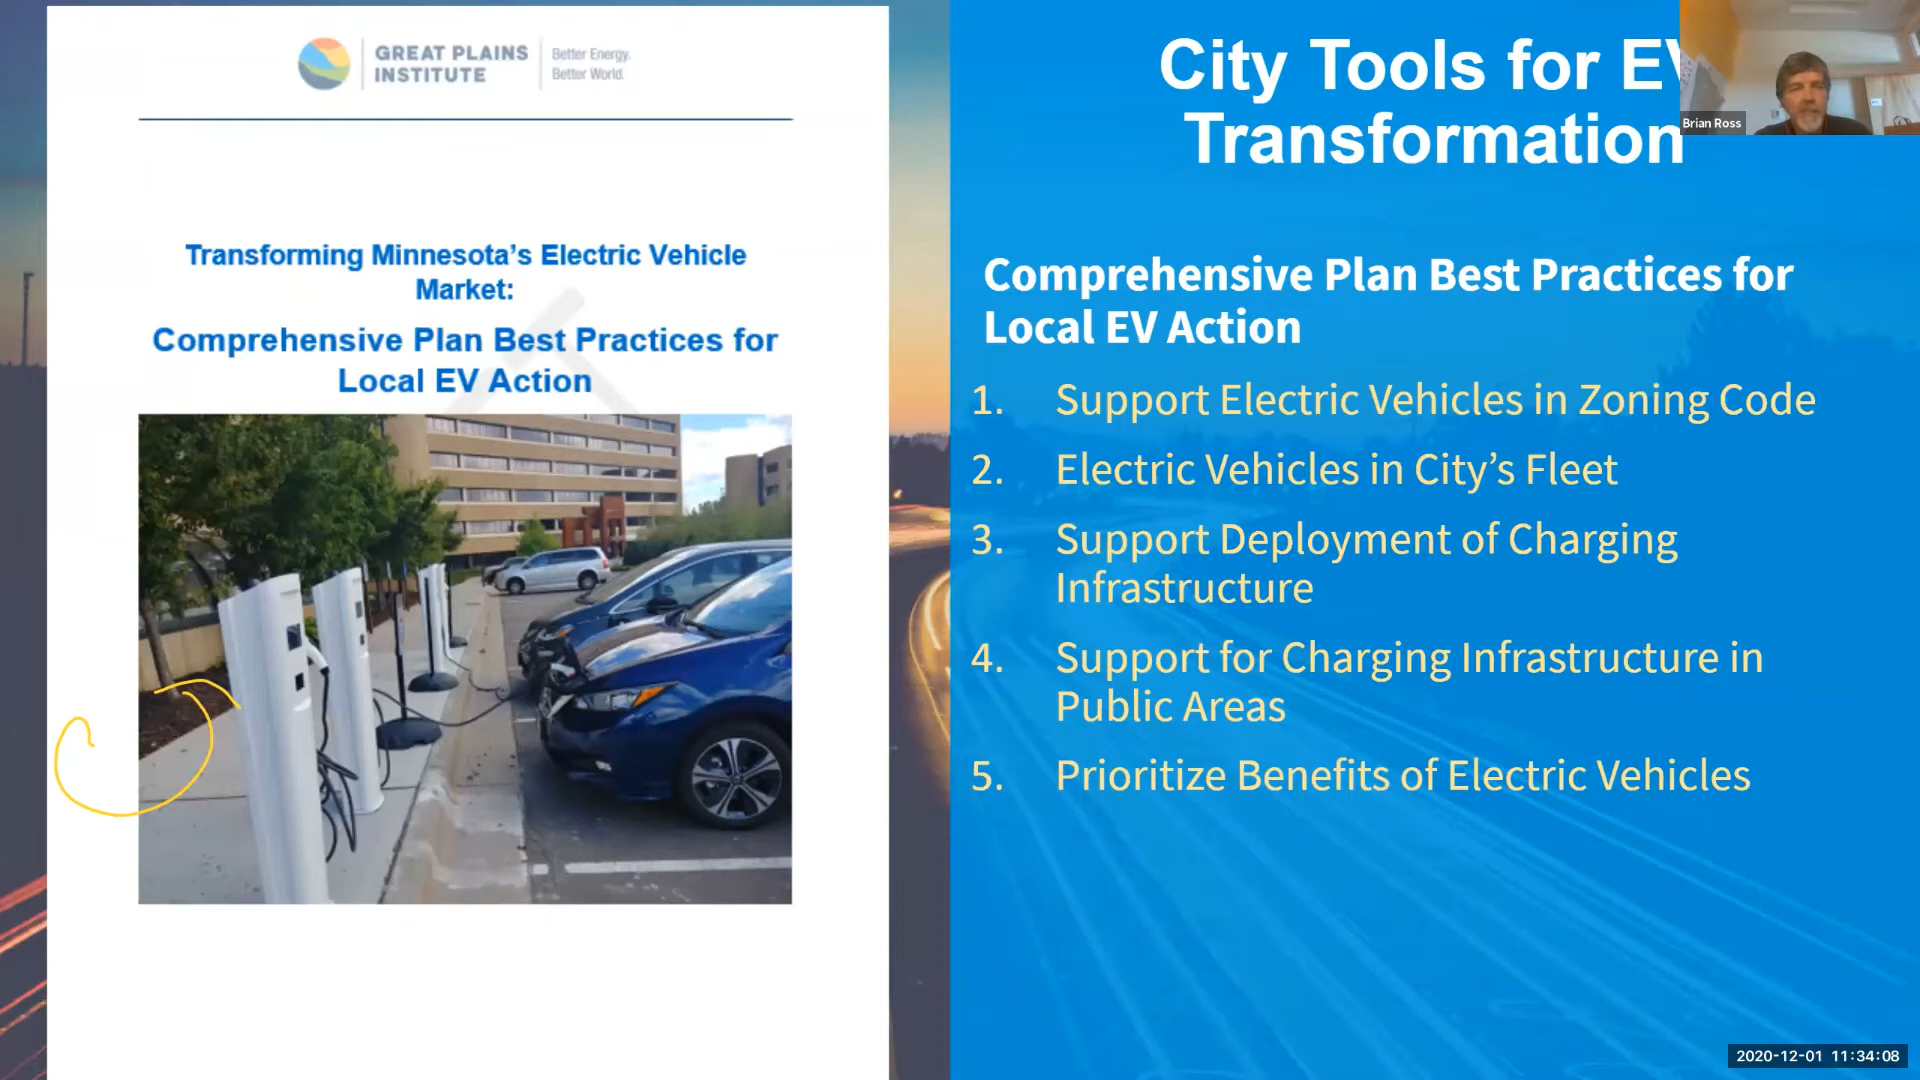 GREAT PLAINS
INSTITUTE
Better Energy.
Better World.
Transforming Minnesota's Electric Vehicle
Market:
Comprehensive Plan Best Practices for
Local EV Action
City Tools for EV
Transformation
Brian Ross
Comprehensive Plan Best Practices for
Local EV Action
1. Support Electric Vehicles in Zoning Code
2. Electric Vehicles in City’s Fleet
3. Support Deployment of Charging
Infrastructure
4. Support for Charging Infrastructure in
Public Areas
5. Prioritize Benefits of Electric Vehicles
2020-12-01 11:34:08